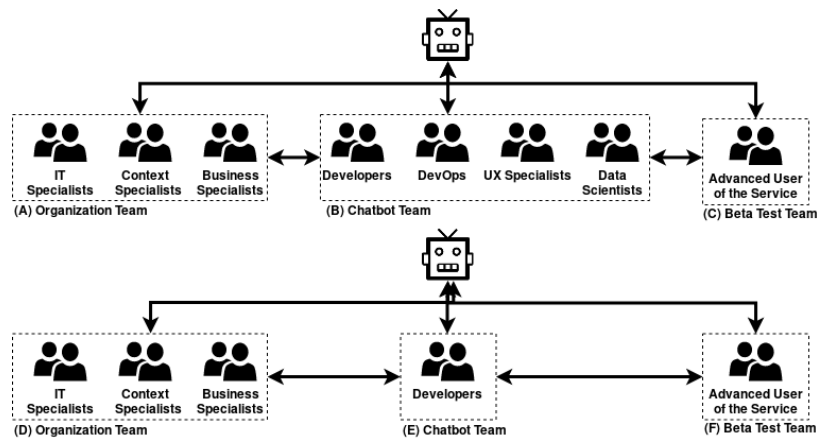 IT
Specialists
Context
Specialists
Business
Specialists
(A) Organization Team
Developers
DevOps
UX Specialists
Data
Scientists
(B) Chatbot Team
Advanced User
of the Service
(C) Beta Test Team
IT
Specialists
Context
Specialists
Business
Specialists
(D) Organization Team
Developers
(E) Chatbot Team
Advanced User
of the Service
(F) Beta Test Team